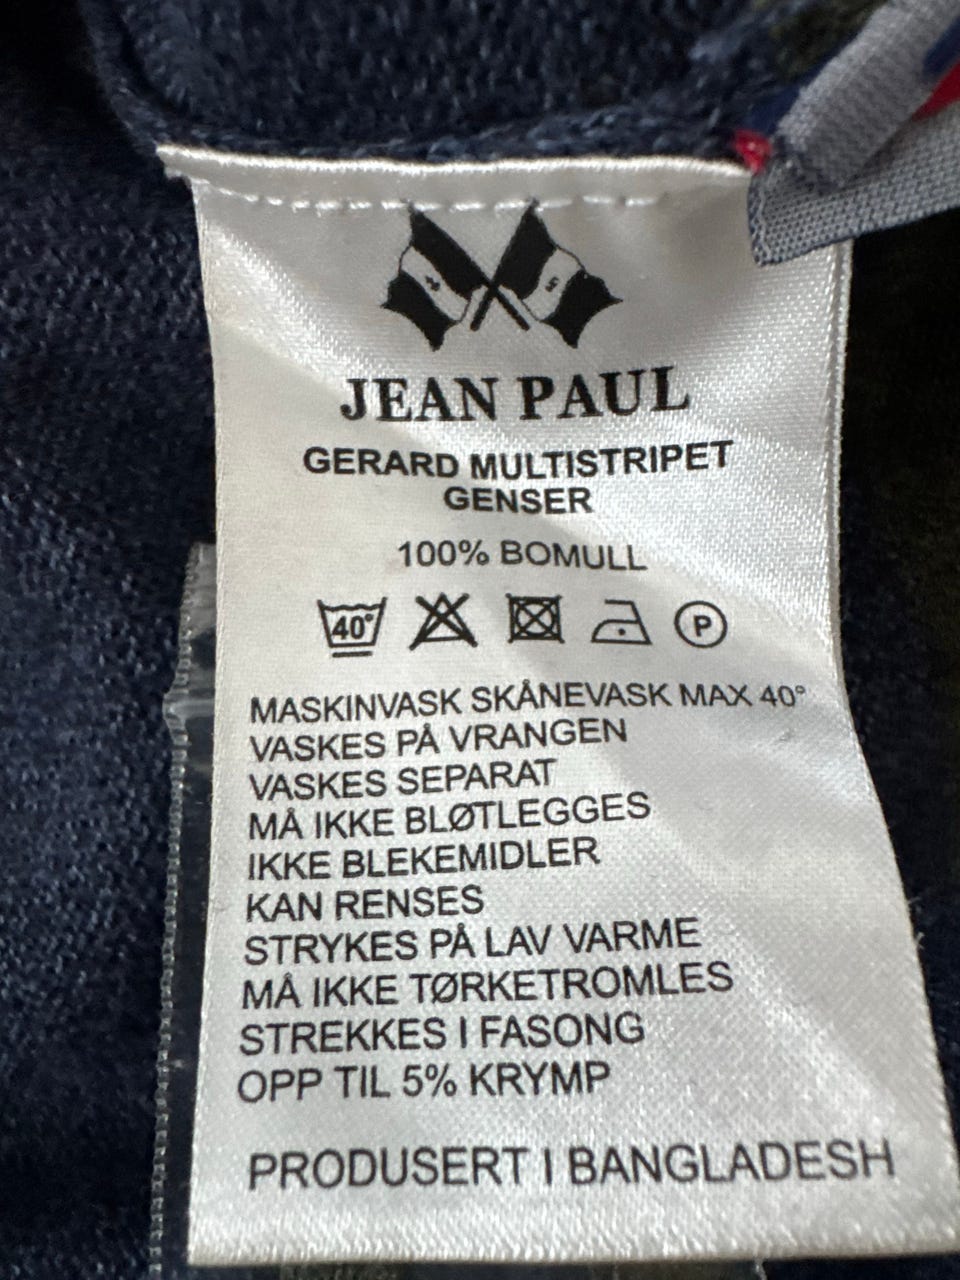 JEAN PAUL
GERARD MULTISTRIPET
GENSER
100% BOMULL
40° P
MASKINVASK SKÅNEVASK MAX 40°
VASKES PÅ VRANGEN
VASKES SEPARAT
MÅ IKKE BLØTLEGGES
IKKE BLEKEMIDLER
KAN RENSES
STRYKES PÅ LAV VARME
MÅ IKKE TØRKETROMLES
STREKKES I FASONG
OPP TIL 5% KRYMP
PRODUSERT I BANGLADESH